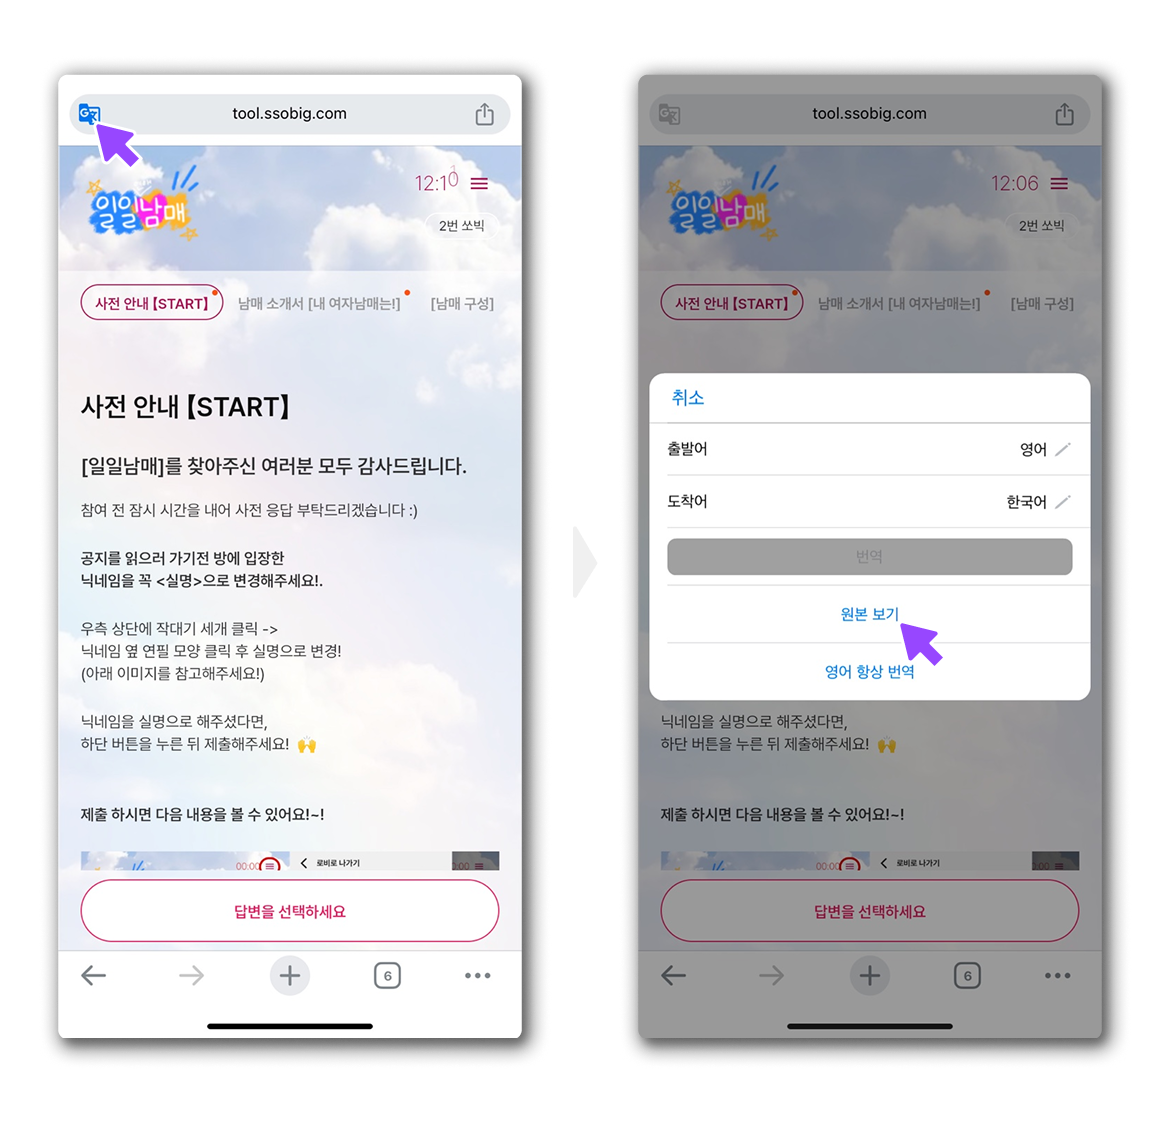 tool.ssobig.com
일일남매
12:10
2번 쏘빅
사전 안내【START】
남매 소개서 [내 여자남매는!]
[남매 구성]
사전 안내【START】
[일일남매]를 찾아주신 여러분 모두 감사드립니다.
참여 전 잠시 시간을 내어 사전 응답 부탁드리겠습니다 :)
공지를 읽으러 가기전 방에 입장한
닉네임을 꼭 <실명>으로 변경해주세요!.
우측 상단에 작대기 세개 클릭 ->
닉네임 옆 연필 모양 클릭 후 실명으로 변경!
(아래 이미지를 참고해주세요!)
닉네임을 실명으로 해주셨다면,
하단 버튼을 누른 뒤 제출해주세요! 🙌
제출 하시면 다음 내용을 볼 수 있어요!~!
00:00
로비로 나가기
0:00
답변을 선택하세요
6
tool.ssobig.com
일일남매
12:06
2번 쏘빅
사전 안내【START】
남매 소개서 [내 여자남매는!]
[남매 구성]
취소
출발어
영어
도착어
한국어
번역
원본 보기
영어 항상 번역
닉네임을 실명으로 해주셨다면,
하단 버튼을 누른 뒤 제출해주세요! 🙌
제출 하시면 다음 내용을 볼 수 있어요!~!
00:00
로비로 나가기
0:00
답변을 선택하세요
6